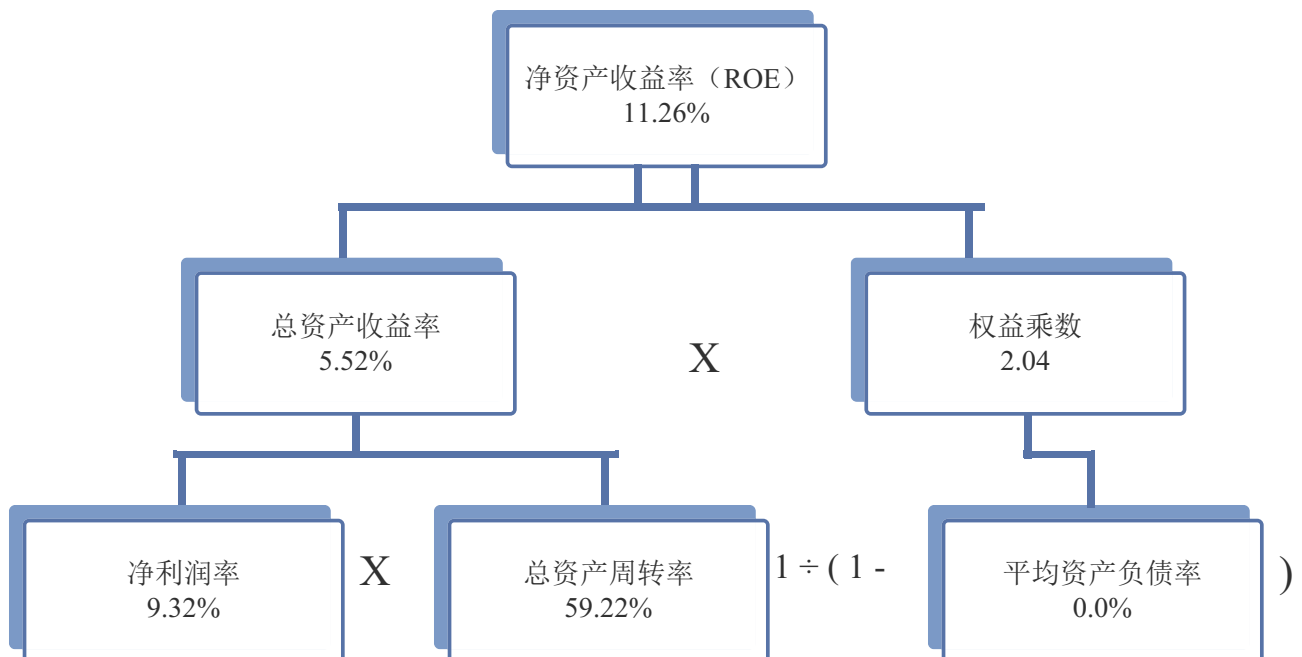 净资产收益率（ROE）
11.26%
总资产收益率
5.52%
X
权益乘数
2.04
净利润率
9.32%
X
总资产周转率
59.22%
1 ÷ ( 1 -
平均资产负债率
0.0%
)